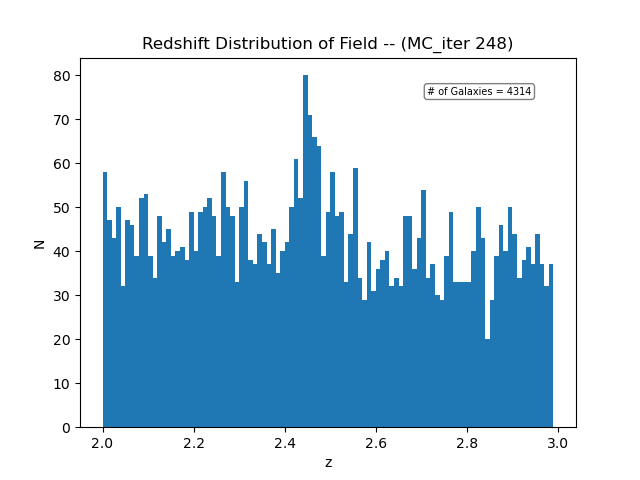 Redshift Distribution of Field -- (MC_iter 248)
# of Galaxies = 4314
80
70
60
50
40
30
20
10
0
N
2.0 2.2 2.4 2.6 2.8 3.0
z